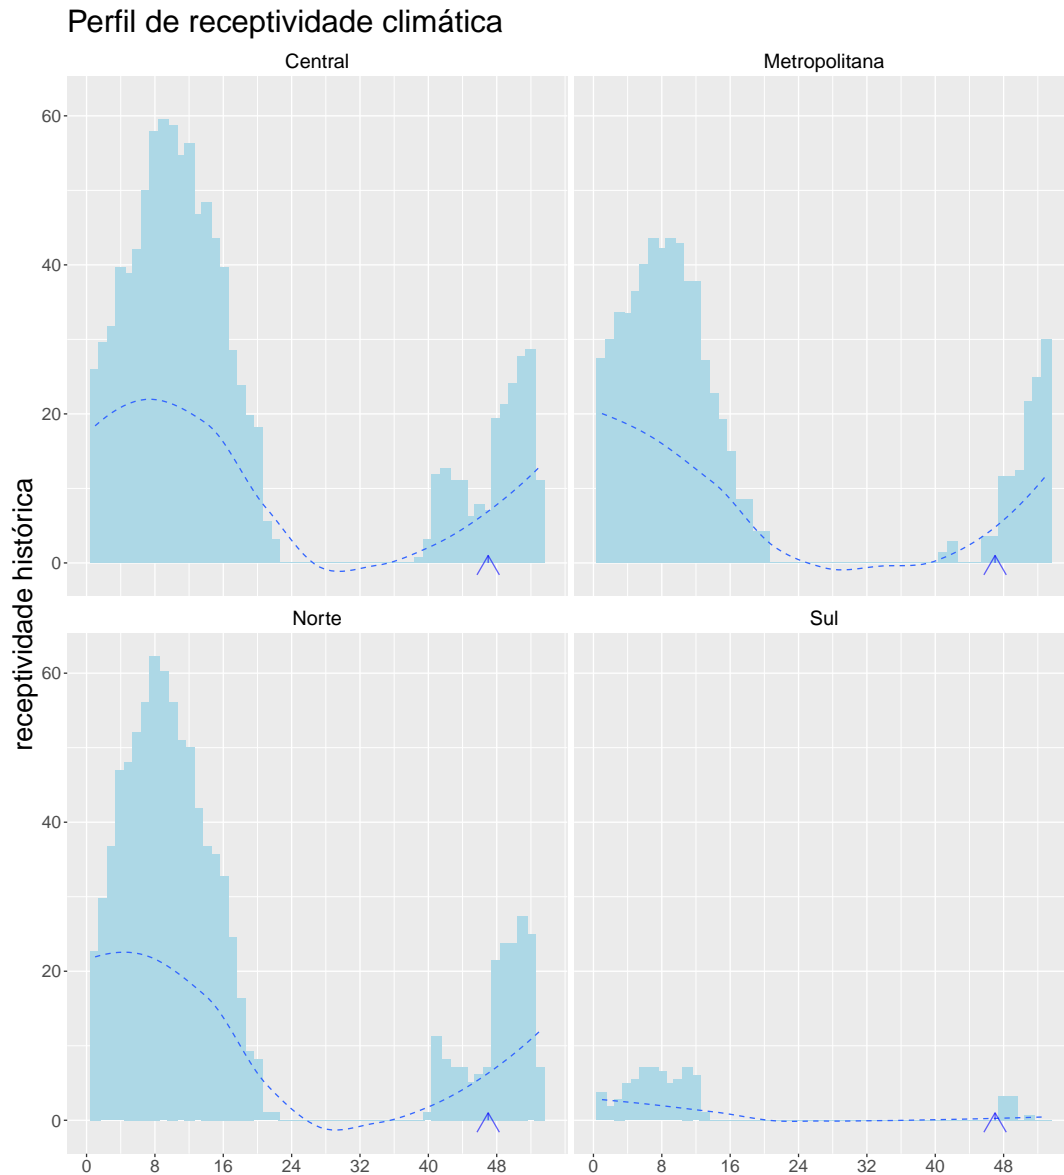 Perfil de receptividade climática
Central
Metropolitana
60
40
20
0
Norte
Sul
receptividade histórica
60
40
20
0
0 8 16 24 32 40 48
0 8 16 24 32 40 48